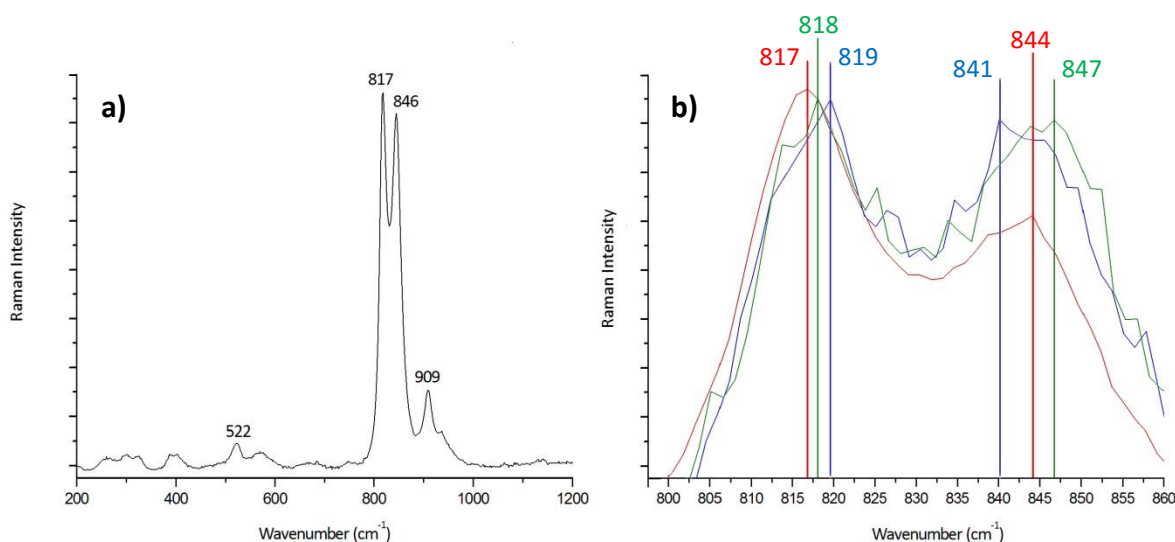 a)
817
846
909
522
Raman Intensity
200 400 600 800 1000 1200
Wavenumber (cm-1)
818
817 819 841 844 847
b)
Raman Intensity
800 805 810 815 820 825 830 835 840 845 850 855 860
Wavenumber (cm-1)